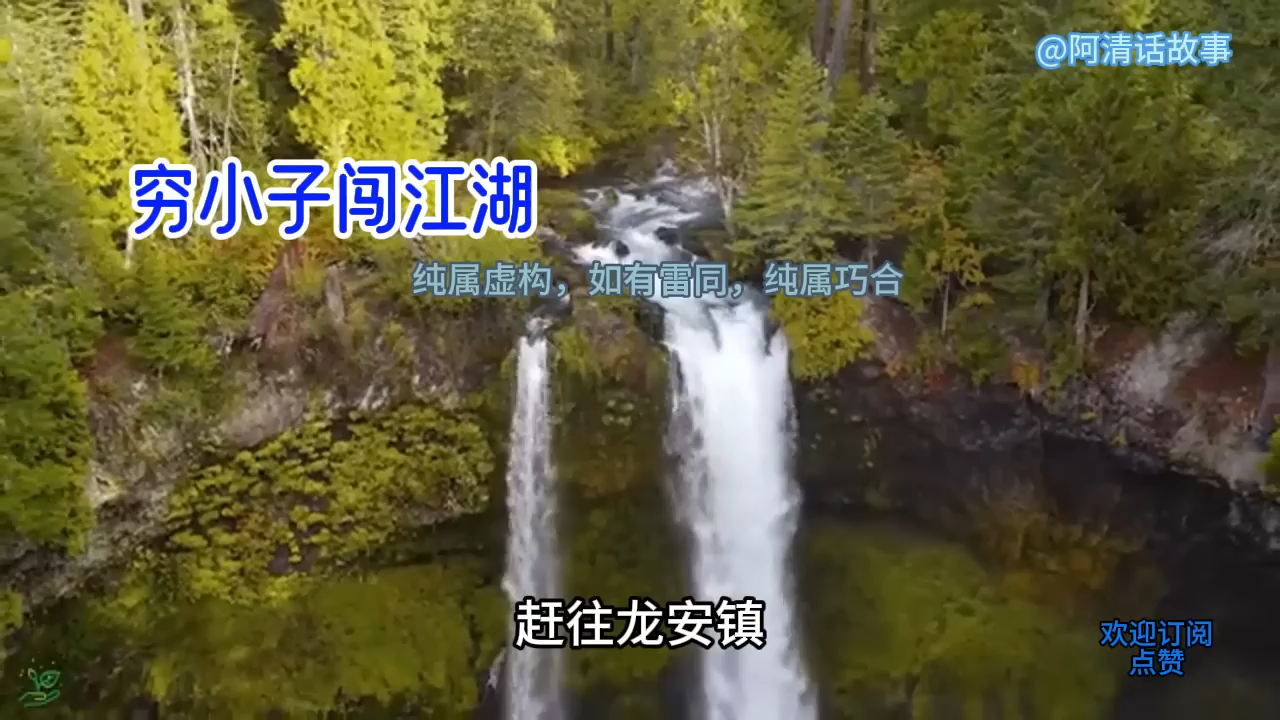 @阿清话故事
穷小子闯江湖
纯属虚构，如有雷同，纯属巧合
赶往龙安镇
欢迎订阅
点赞